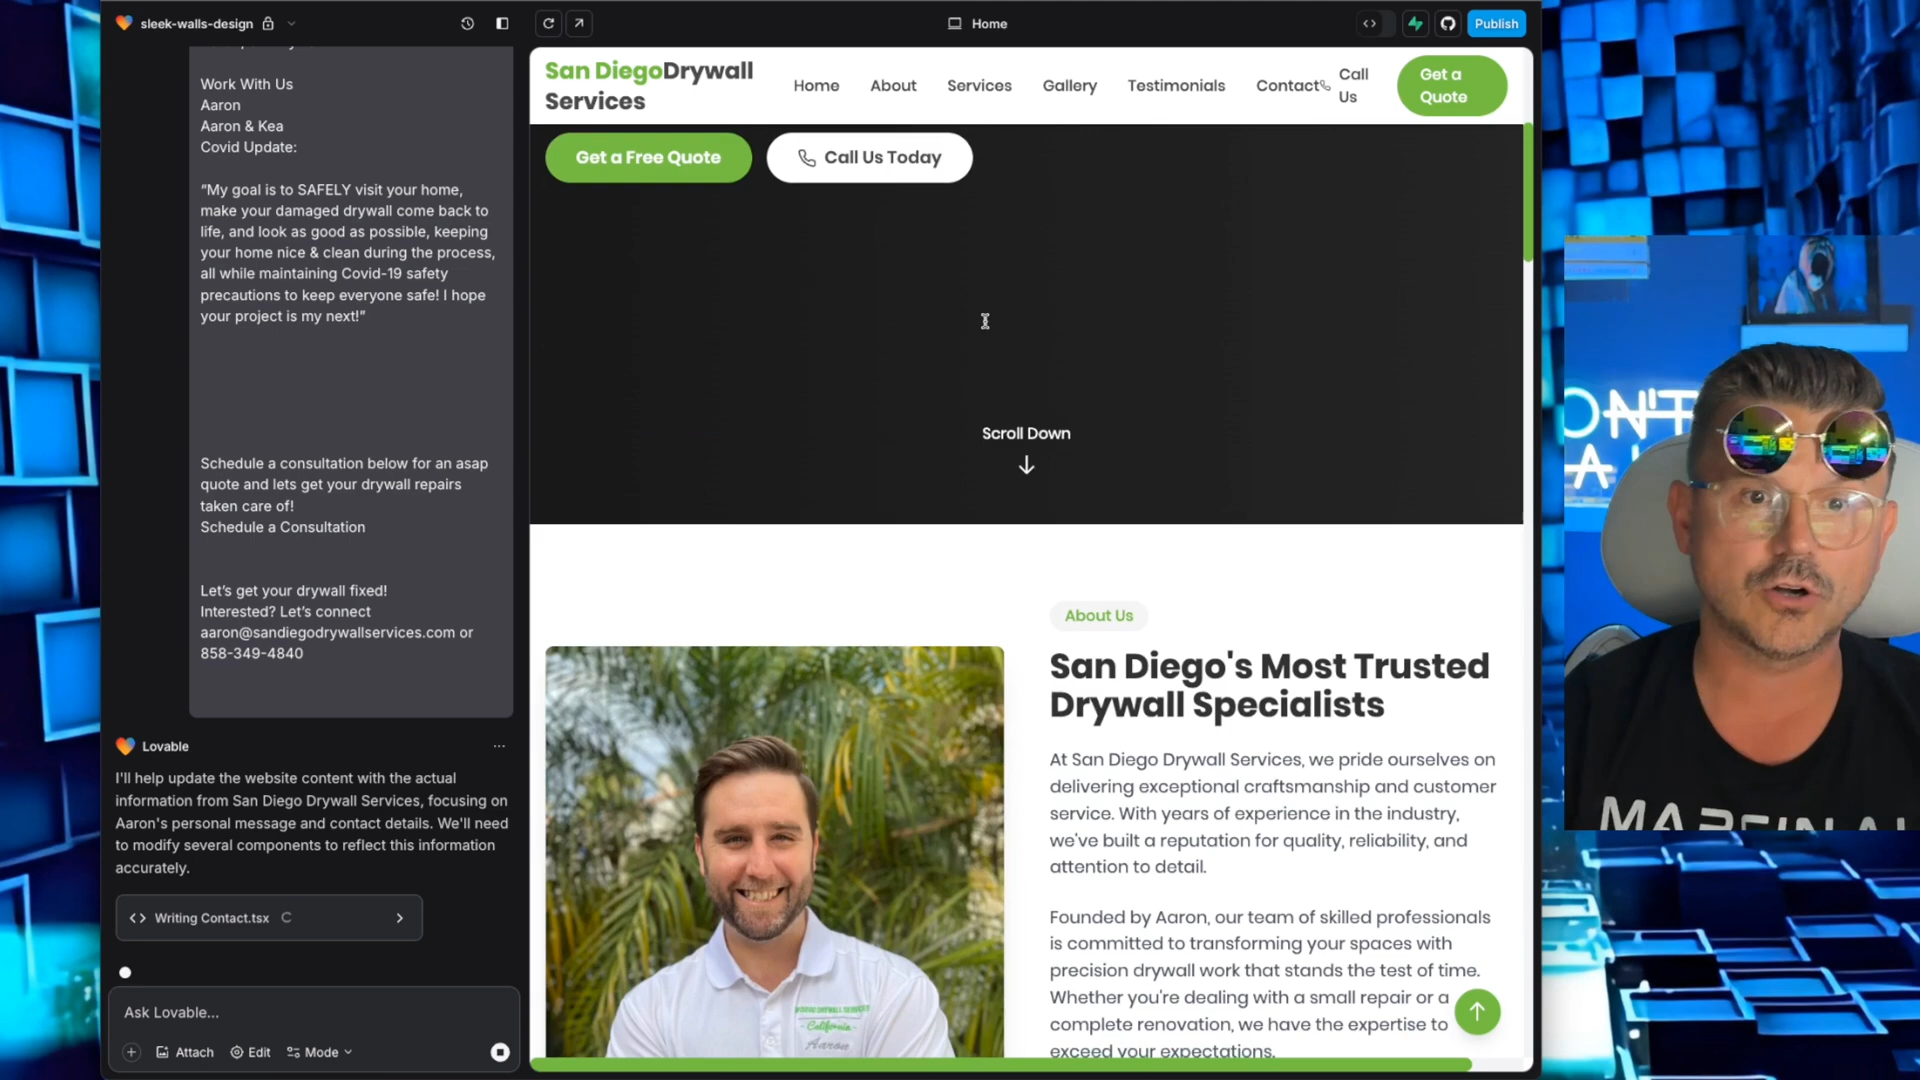 sleek-walls-design
Home
Publish
Work With Us
Aaron
Aaron & Kea
Covid Update:
“My goal is to SAFELY visit your home,
make your damaged drywall come back to
life, and look as good as possible, keeping
your home nice & clean during the process,
all while maintaining Covid-19 safety
precautions to keep everyone safe! I hope
your project is my next!”
Schedule a consultation below for an asap
quote and lets get your drywall repairs
taken care of!
Schedule a Consultation
Let’s get your drywall fixed!
Interested? Let’s connect
aaron@sandiegodrywallservices.com or
858-349-4840
Lovable
I'll help update the website content with the actual
information from San Diego Drywall Services, focusing on
Aaron's personal message and contact details. We'll need
to modify several components to reflect this information
accurately.
Writing Contact.tsx
Ask Lovable...
Attach Edit Mode
San DiegoDrywall
Services
Home About Services Gallery Testimonials Contact
Call
Us
Get a
Quote
Get a Free Quote
Call Us Today
Scroll Down
About Us
San Diego's Most Trusted
Drywall Specialists
At San Diego Drywall Services, we pride ourselves on
delivering exceptional craftsmanship and customer
service. With years of experience in the industry,
we've built a reputation for quality, reliability, and
attention to detail.
Founded by Aaron, our team of skilled professionals
is committed to transforming your spaces with
precision drywall work that stands the test of time.
Whether you're dealing with a small repair or a
complete renovation, we have the expertise to
exceed your expectations.
- California -
Aaron
ON'T